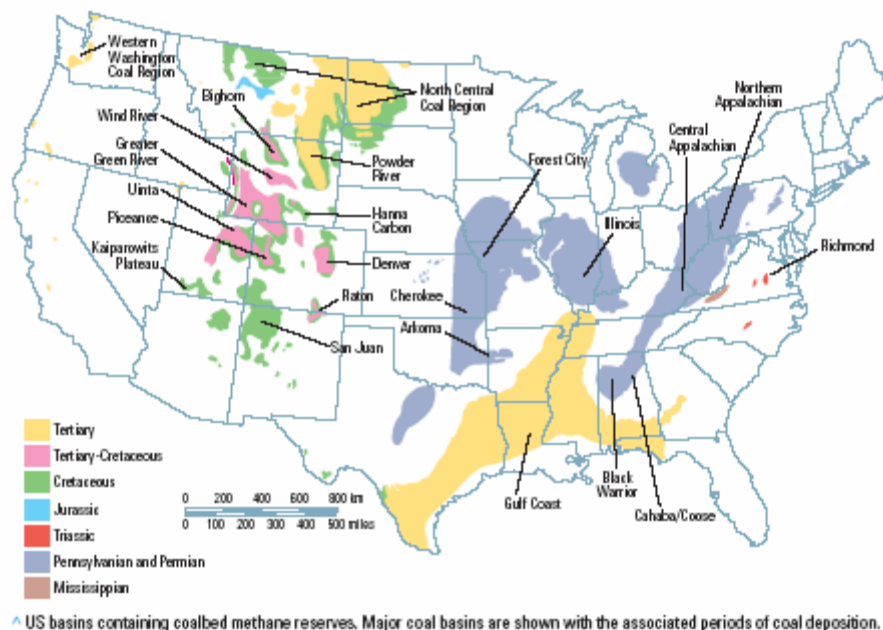 Western
Washington
Coal Region
Bighorn
Wind River
Greater
Green River
Uinta
Piceance
Kaiparowits
Plateau
North Central
Coal Region
Powder
River
Hanna
Carbon
Denver
Raton
San Juan
Forest City
Cherokee
Arkoma
Illinois
Northern
Appalachian
Central
Appalachian
Richmond
Gulf Coast
Black
Warrior
Cahaba/Coose
Tertiary
Tertiary-Cretaceous
Cretaceous
Jurassic
Triassic
Pennsylvanian and Permian
Mississippian
0 200 400 600 800 km
0 100 200 300 400 500 miles
^ US basins containing coalbed methane reserves. Major coal basins are shown with the associated periods of coal deposition.